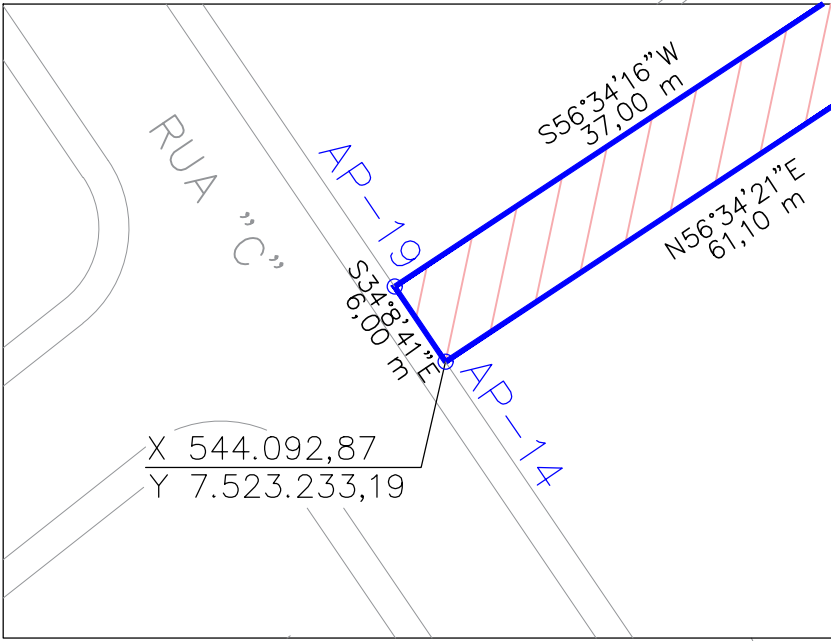 S56°34'16"W
37,00 m
N56°34'21"E
61,10 m
RUA "C"
AP-19
S34°8'41"E
6,00 m
AP-14
X 544.092,87
Y 7.523.233,19